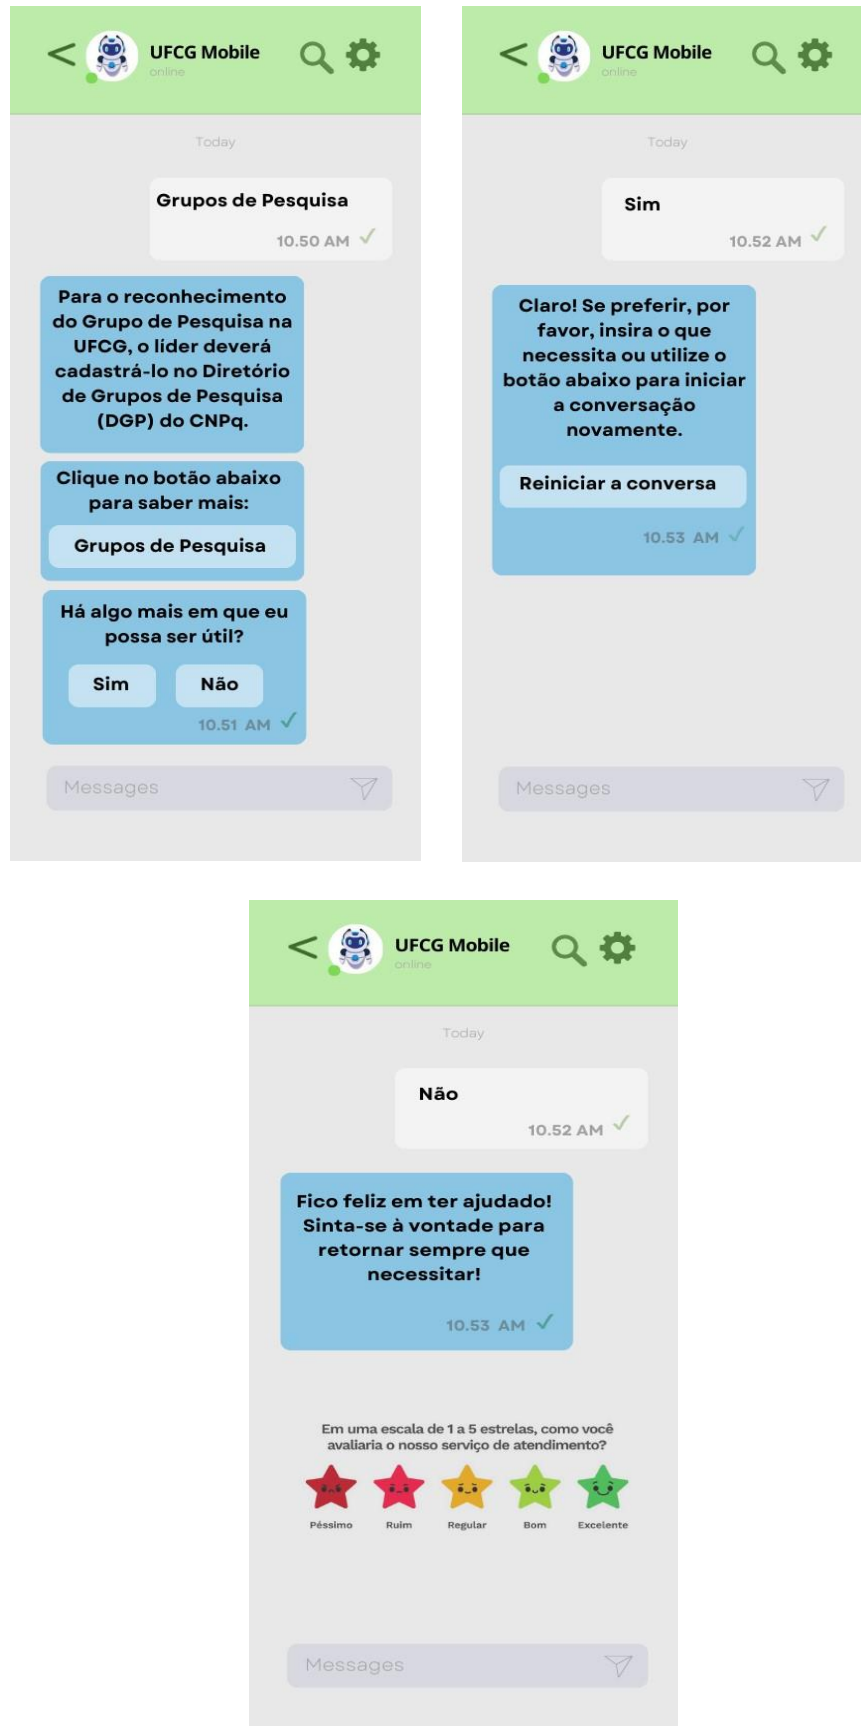 UFCG Mobile
online
Today
Grupos de Pesquisa
10.50 AM
Para o reconhecimento
do Grupo de Pesquisa na
UFCG, o líder deverá
cadastrá-lo no Diretório
de Grupos de Pesquisa
(DGP) do CNPq.
Clique no botão abaixo
para saber mais:
Grupos de Pesquisa
Há algo mais em que eu
possa ser útil?
Sim Não
10.51 AM
Messages
UFCG Mobile
online
Today
Sim
10.52 AM
Claro! Se preferir, por
favor, insira o que
necessita ou utilize o
botão abaixo para iniciar
a conversação
novamente.
Reiniciar a conversa
10.53 AM
Messages
UFCG Mobile
online
Today
Não
10.52 AM
Fico feliz em ter ajudado!
Sinta-se à vontade para
retornar sempre que
necessitar!
10.53 AM
Em uma escala de 1 a 5 estrelas, como você
avaliaria o nosso serviço de atendimento?
Péssimo Ruim Regular Bom Excelente
Messages